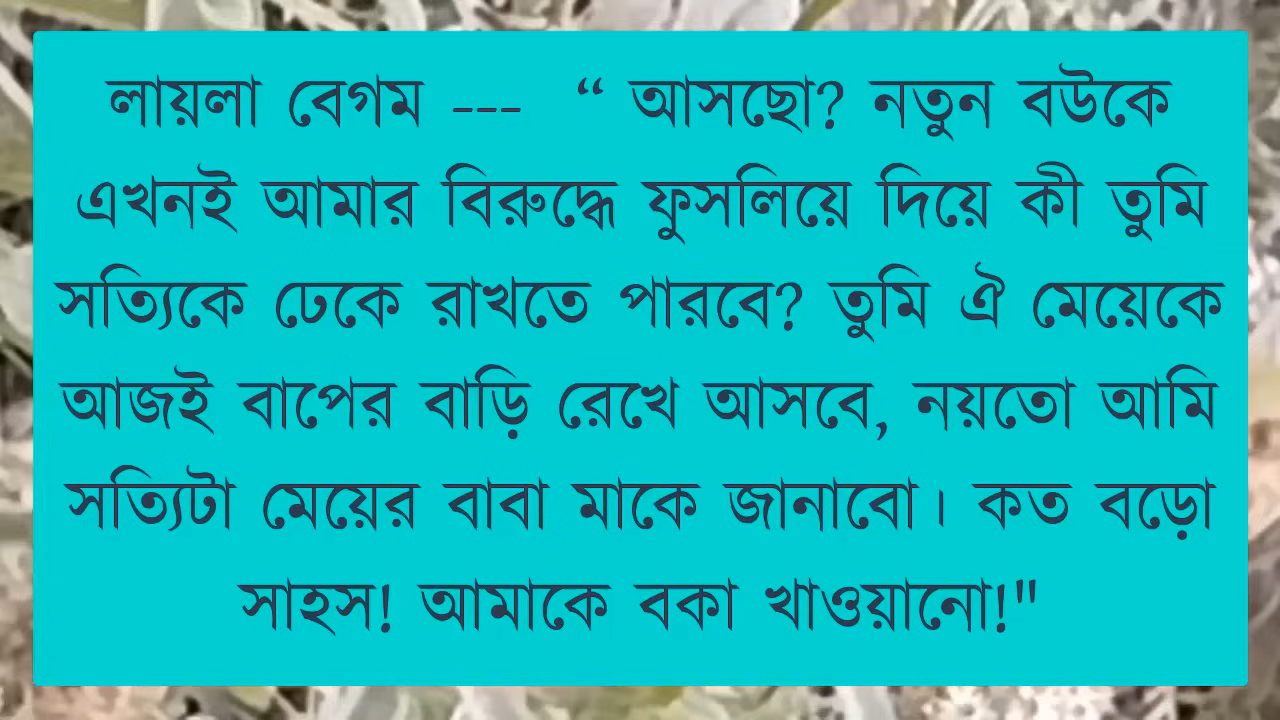 লায়লা বেগম --- “ আসছো? নতুন বউকে
এখনই আমার বিরুদ্ধে ফুসলিয়ে দিয়ে কী তুমি
সত্যিকে ঢেকে রাখতে পারবে? তুমি ঐ মেয়েকে
আজই বাপের বাড়ি রেখে আসবে, নয়তো আমি
সত্যিটা মেয়ের বাবা মাকে জানাবো। কত বড়ো
সাহস! আমাকে বকা খাওয়ানো!"